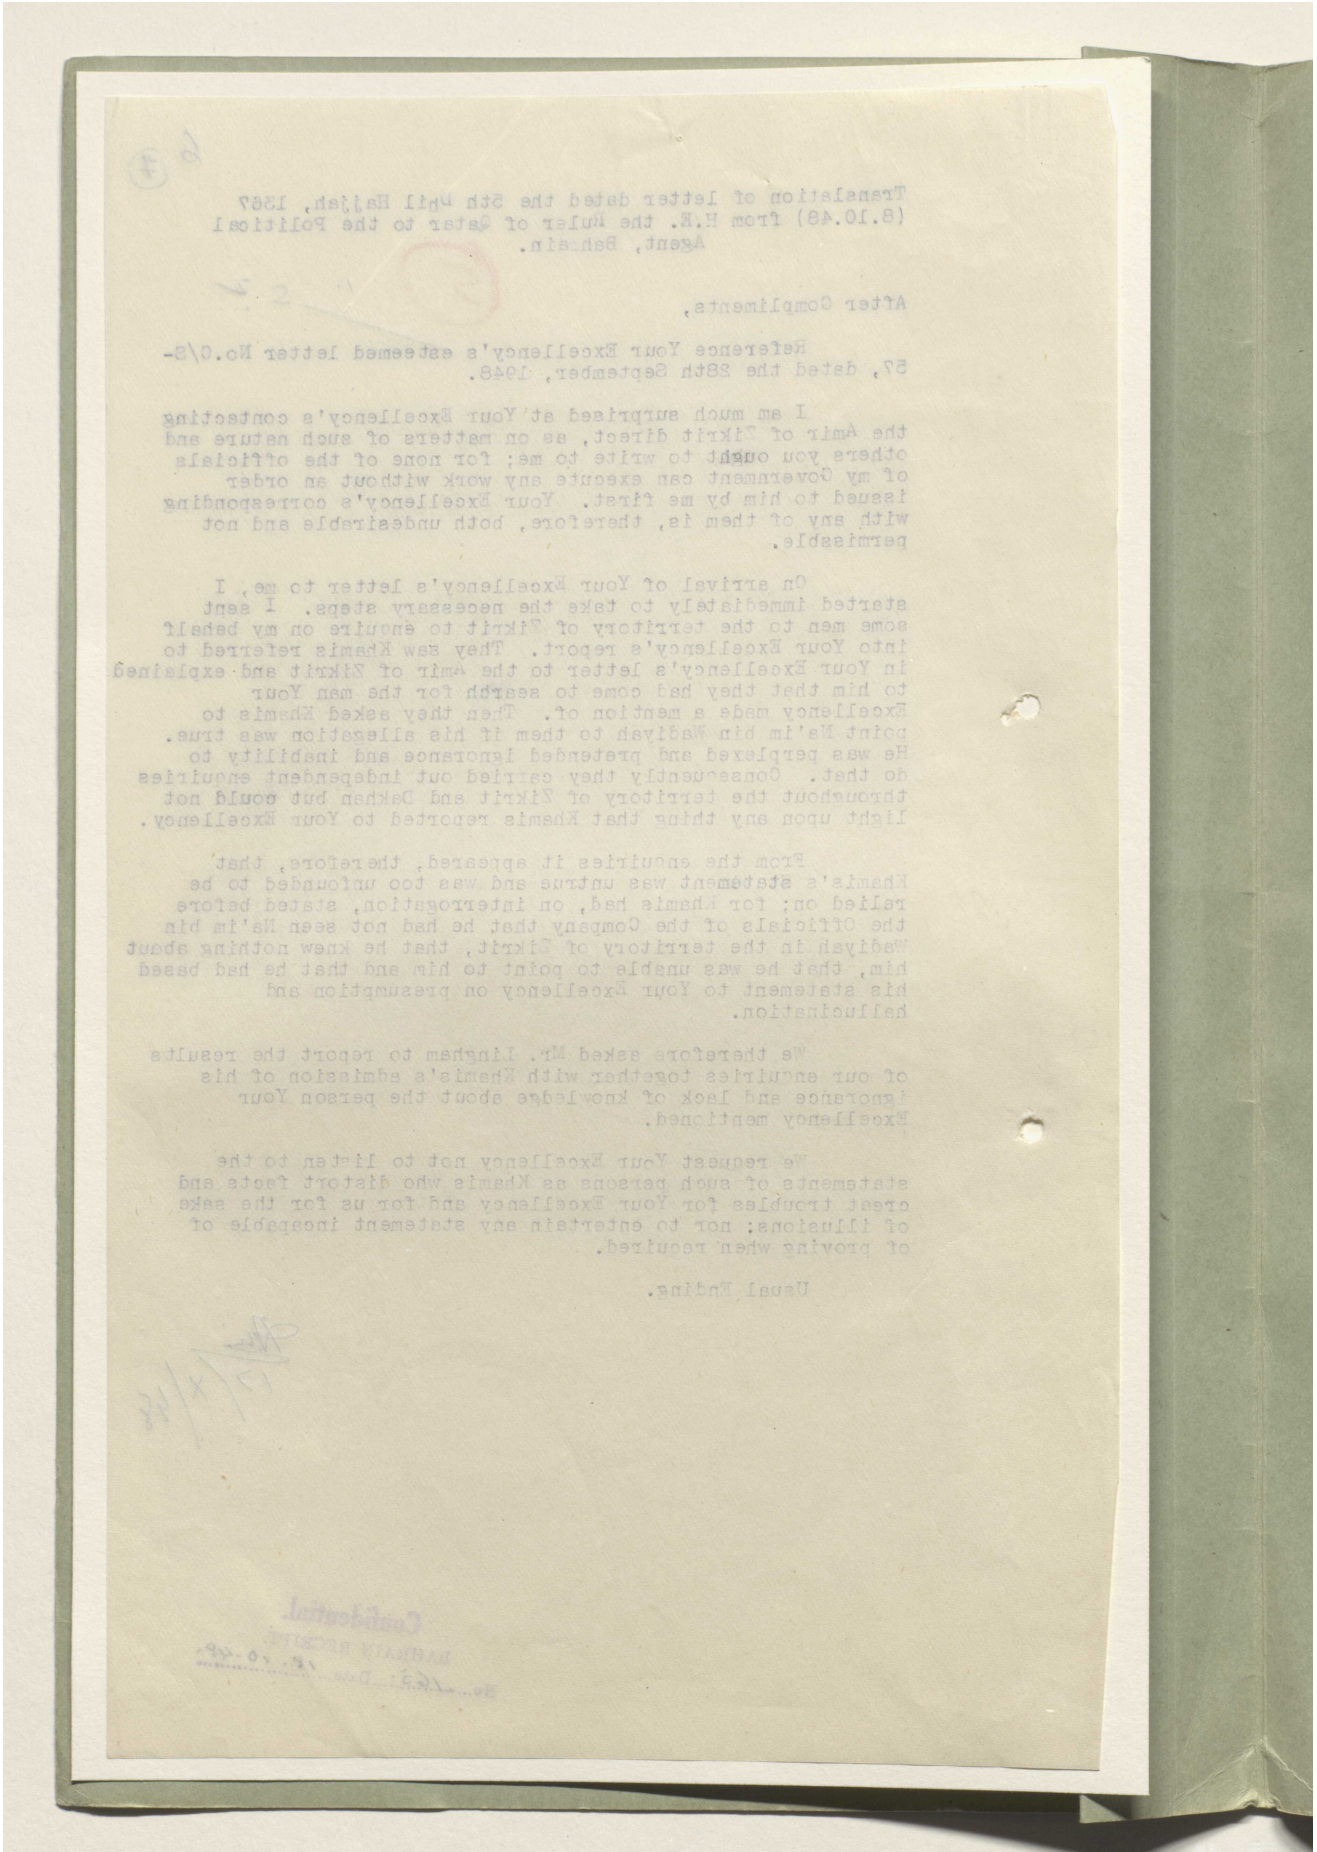 Translation of letter dated the 5th Dhil Hajjah, 1367
(8.10.48) from H.E. the Ruler of Qatar to the Political
Agent, Bahrain.
After Compliments,
Reference Your Excellency's esteemed letter No.C/S-
57, dated the 28th September, 1948.
I am much surprised at Your Excellency's contacting
the Amir of Zikrit direct, as on matters of such nature and
others you ought to write to me; for none of the officials
of my Government can execute any work without an order
issued to him by me first. Your Excellency's corresponding
with any of them is, therefore, both undesirable and not
permissble.
On arrival of Your Excellency's letter to me, I
started immediately to take the necessary steps. I sent
some men to the territory of Zikrit to enquire on my behalf
into Your Excellency's report. They saw Khamis referred to
in Your Excellency's letter to the Amir of Zikrit and explained
to him that they had come to search for the man Your
Excellency made a mention of. Then they asked Khamis to
point Na'im bin Wadiyah to them if his allegation was true.
He was perplexed and pretended ignorance and inability to
do that. Consequently they carried out independent enquiries
throughout the territory of Zikrit and Dakhan but could not
light upon any thing that Khamis reported to Your Excellency.
From the enquiries it appeared, therefore, that
Khamis's statement was untrue and was too unfounded to be
relied on; for Khamis had, on interrogation, stated before
the Officials of the Company that he had not seen Na'im bin
Wadiyah in the territory of Zikrit, that he knew nothing about
him, that he was unable to point to him and that he had based
his statement to Your Excellency on presumption and
hallucination.
We therefore asked Mr. Lingham to report the results
of our enquiries together with Khamis's admission of his
ignorance and lack of knowledge about the person Your
Excellency mentioned.
We request Your Excellency not to listen to the
statements of such persons as Khamis who distort facts and
creat troubles for Your Excellency and for us for the sake
of illusions; nor to entertain any statement incapable of
of proving when required.
Usual Ending.
Confidential.
BAHRAIN RECEIPT
No. Date 18.10.48.